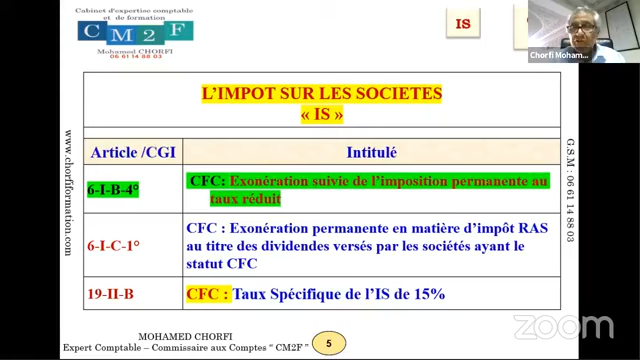 Cabinet d'expertise comptable
et de formation
CM2F
Mohamed CHORFI
06 61 14 88 03
IS
Chorfi Moham...
L'IMPOT SUR LES SOCIETES
« IS »
Article /CGI
Intitulé
6-I-B-4°
CFC: Exonération suivie de l'imposition permanente au
taux réduit
6-I-C-1°
CFC : Exonération permanente en matière d'impôt RAS
au titre des dividendes versés par les sociétés ayant le
statut CFC
19-II-B
CFC : Taux Spécifique de l'IS de 15%
www.chorfiformation.com
G.S.M : 06 61 14 88 03
MOHAMED CHORFI
Expert Comptable – Commissaire aux Comptes " CM2F "
5
zoom